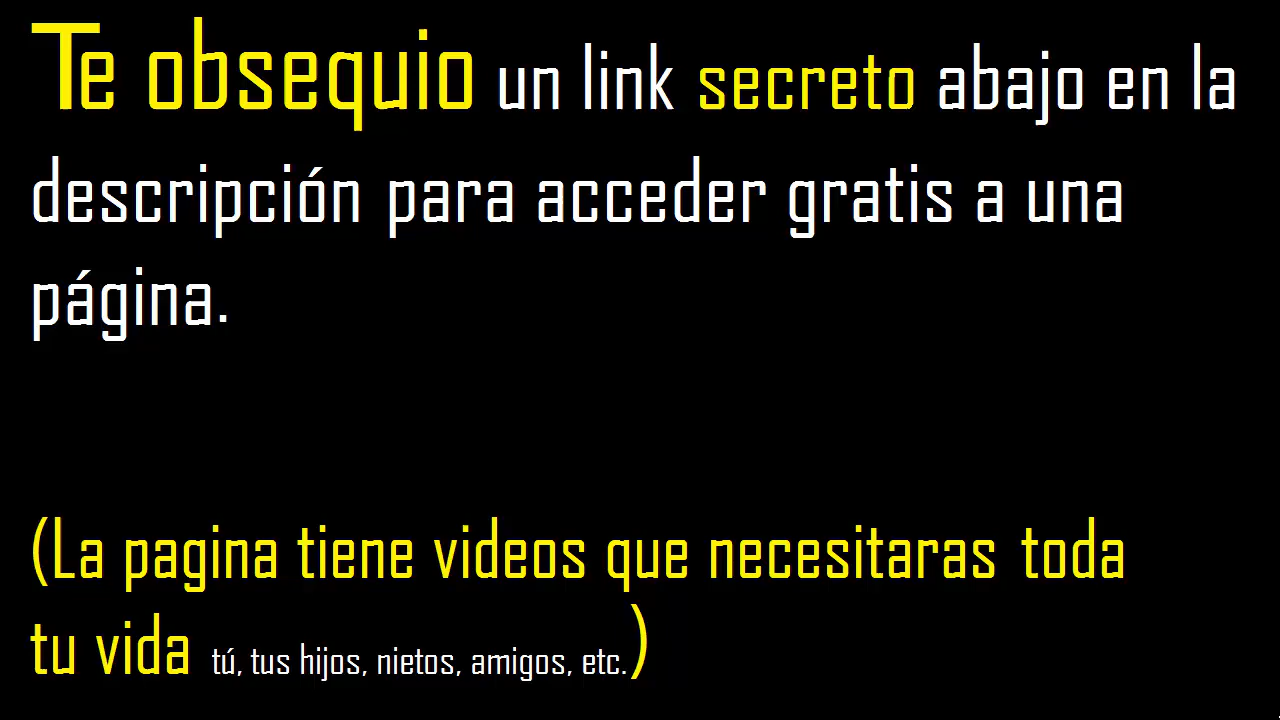 Te obsequio un link secreto abajo en la
descripción para acceder gratis a una
página.
(La pagina tiene videos que necesitaras toda
tu vida tú, tus hijos, nietos, amigos, etc.)